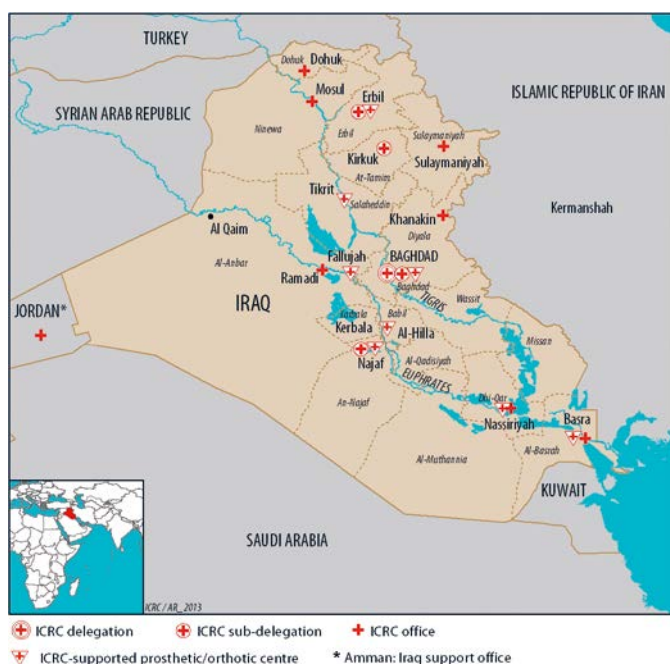 TURKEY
Dohuk
Dohuk
Mosul
Erbil
ISLAMIC REPUBLIC OF IRAN
SYRIAN ARAB REPUBLIC
Ninewa
Erbil
Sulaymaniyah
Kirkuk
Sulaymaniyah
At-Tamim
Tikrit
Salaheddin
Khanakin
Kermanshah
Al Qaim
Diyala
Al-Anbar
Fallujah
BAGHDAD
Ramadi
Baghdad
TIGRIS
IRAQ
Wassit
JORDAN*
Kerbala
Babil
Missan
Kerbala
Al-Hilla
Najaf
Al-Qadisiyah
EUPHRATES
An-Najaf
Dhi-Qar
Nassiriyah
Basra
Al-Muthannia
Al-Basrah
KUWAIT
SAUDI ARABIA
ICRC / AR_2013
ICRC delegation
ICRC sub-delegation
ICRC office
ICRC-supported prosthetic/orthotic centre
* Amman: Iraq support office